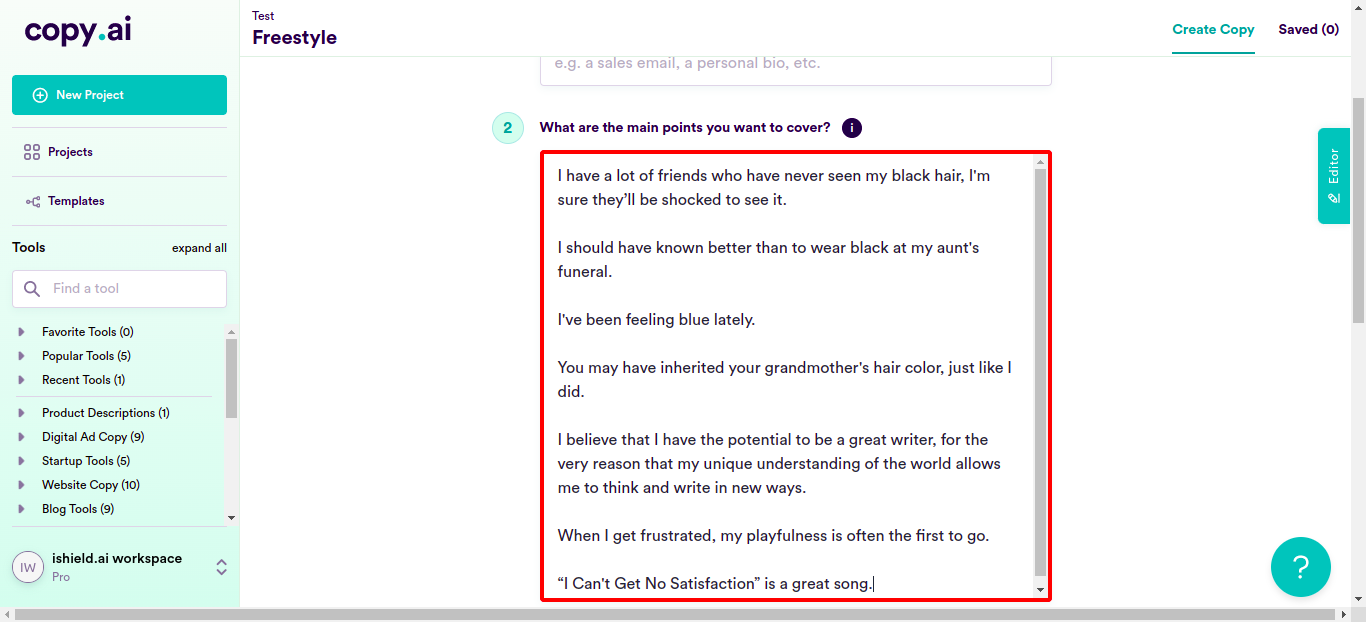 copy.ai
New Project
Projects
Templates
Tools
expand all
Find a tool
Favorite Tools (0)
Popular Tools (5)
Recent Tools (1)
Product Descriptions (1)
Digital Ad Copy (9)
Startup Tools (5)
Website Copy (10)
Blog Tools (9)
IW
ishield.ai workspace
Pro
Test
Freestyle
Create Copy
Saved (0)
e.g. a sales email, a personal bio, etc.
2
What are the main points you want to cover?
i
I have a lot of friends who have never seen my black hair, I'm
sure they’ll be shocked to see it.
I should have known better than to wear black at my aunt's
funeral.
I've been feeling blue lately.
You may have inherited your grandmother's hair color, just like I
did.
I believe that I have the potential to be a great writer, for the
very reason that my unique understanding of the world allows
me to think and write in new ways.
When I get frustrated, my playfulness is often the first to go.
“I Can't Get No Satisfaction” is a great song.
Editor
?